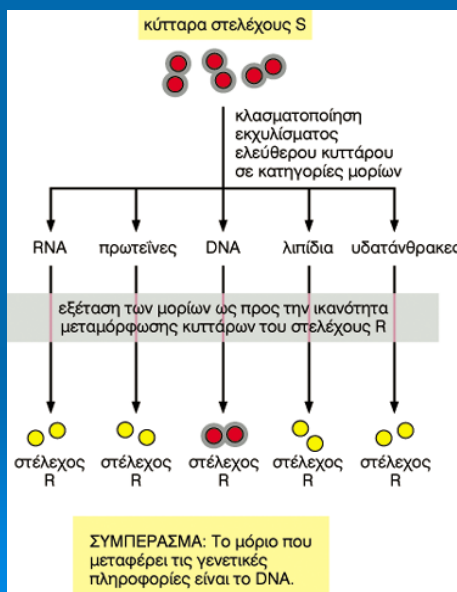 κύτταρα στελέχους S
κλασματοποίηση
εκχυλίσματος
ελεύθερου κυττάρου
σε κατηγορίες μορίων
RNA πρωτεΐνες DNA λιπίδια υδατάνθρακες
εξέταση των μορίων ως προς την ικανότητα
μεταμόρφωσης κυττάρων του στελέχους R
στέλεχος στέλεχος στέλεχος στέλεχος στέλεχος
R R R R R
ΣΥΜΠΕΡΑΣΜΑ: Το μόριο που
μεταφέρει τις γενετικές
πληροφορίες είναι το DNA.